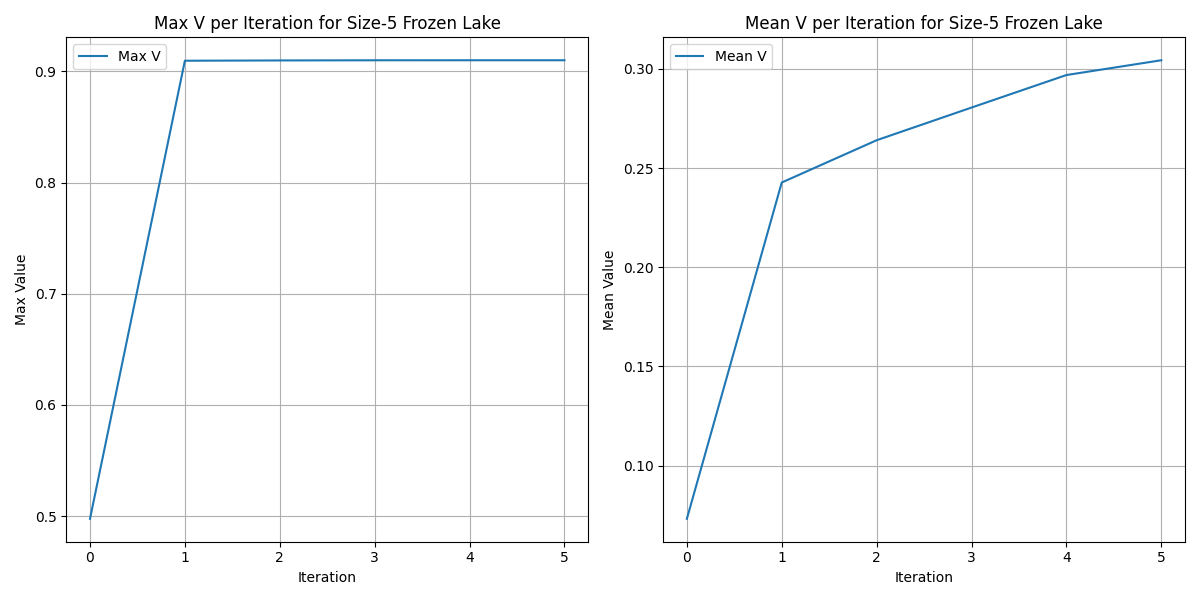 Max V per Iteration for Size-5 Frozen Lake
Max V
0.9
0.8
0.7
0.6
0.5
Max Value
0
1
2
3
4
5
Iteration
Mean V per Iteration for Size-5 Frozen Lake
Mean V
0.30
0.25
0.20
0.15
0.10
Mean Value
0
1
2
3
4
5
Iteration